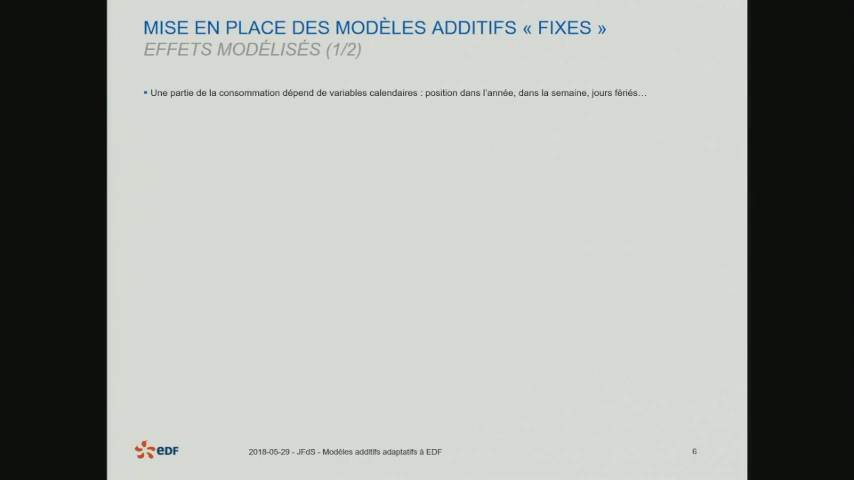 MISE EN PLACE DES MODÈLES ADDITIFS « FIXES »
EFFETS MODÉLISÉS (1/2)
▪ Une partie de la consommation dépend de variables calendaires : position dans l'année, dans la semaine, jours fériés…
eDF
2018-05-29 - JFdS - Modèles additifs adaptatifs à EDF
6